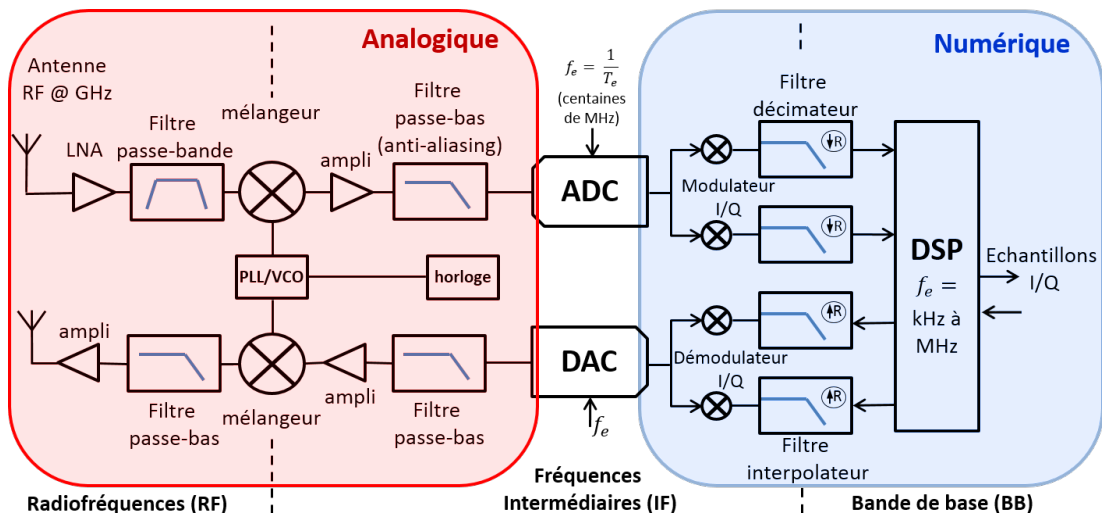 Analogique
Numérique
Antenne
RF @ GHz
LNA
Filtre
passe-bande
mélangeur
ampli
Filtre
passe-bas
(anti-aliasing)
f_e = 1/T_e
(centaines
de MHz)
ADC
Filtre
décimateur
↓R
Modulateur
I/Q
↓R
PLL/VCO
horloge
DSP
f_e =
kHz à
MHz
Echantillons
I/Q
ampli
Filtre
passe-bas
mélangeur
ampli
Filtre
passe-bas
DAC
f_e
↑R
Démodulateur
I/Q
↑R
Filtre
interpolateur
Radiofréquences (RF)
Fréquences
Intermédiaires (IF)
Bande de base (BB)